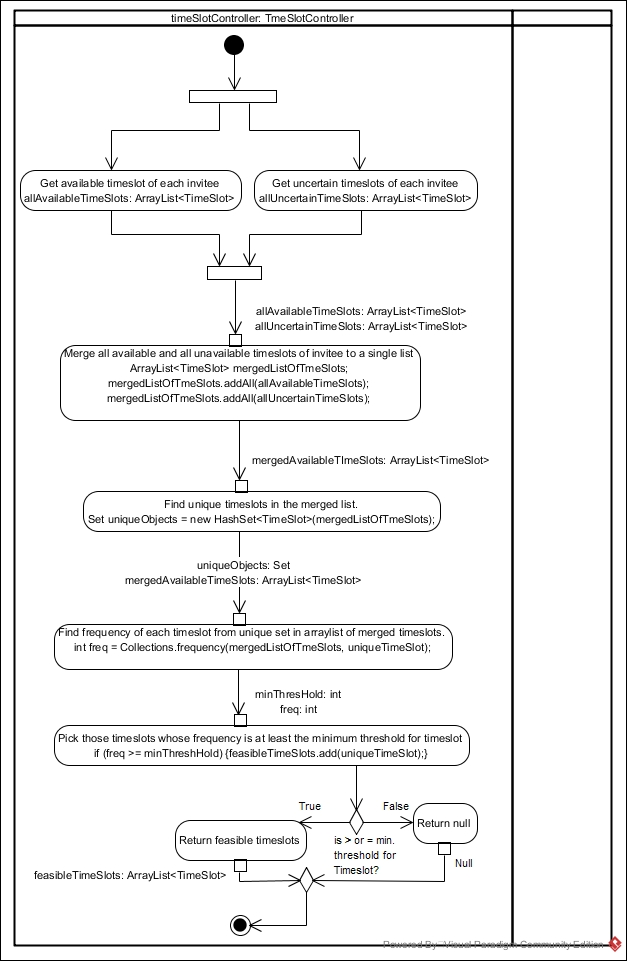 timeSlotController: TmeSlotController
Get available timeslot of each invitee
allAvailableTimeSlots: ArrayList<TimeSlot>
Get uncertain timeslots of each invitee
allUncertainTimeSlots: ArrayList<TimeSlot>
allAvailableTimeSlots: ArrayList<TimeSlot>
allUncertainTimeSlots: ArrayList<TimeSlot>
Merge all available and all unavailable timeslots of invitee to a single list
ArrayList<TimeSlot> mergedListOfTmeSlots;
mergedListOfTmeSlots.addAll(allAvailableTimeSlots);
mergedListOfTmeSlots.addAll(allUncertainTimeSlots);
mergedAvailableTImeSlots: ArrayList<TimeSlot>
Find unique timeslots in the merged list.
Set uniqueObjects = new HashSet<TimeSlot>(mergedListOfTmeSlots);
uniqueObjects: Set
mergedAvailableTimeSlots: ArrayList<TimeSlot>
Find frequency of each timeslot from unique set in arraylist of merged timeslots.
int freq = Collections.frequency(mergedListOfTmeSlots, uniqueTimeSlot);
minThresHold: int
freq: int
Pick those timeslots whose frequency is at least the minimum threshold for timeslot
if (freq >= minThreshHold) {feasibleTimeSlots.add(uniqueTimeSlot);}
True
False
Return feasible timeslots
is > or = min.
threshold for
Timeslot?
Return null
feasibleTimeSlots: ArrayList<TimeSlot>
Null
Powered By Visual Paradigm Community Edition